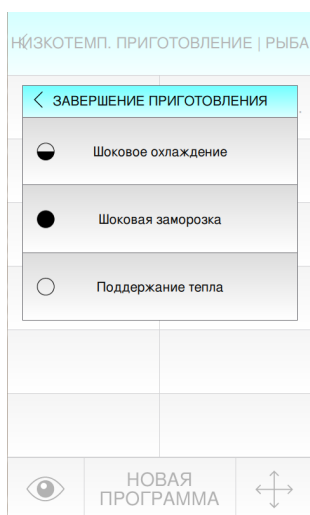 НИЗКОТЕМП. ПРИГОТОВЛЕНИЕ | РЫБА
ЗАВЕРШЕНИЕ ПРИГОТОВЛЕНИЯ
Шоковое охлаждение
Шоковая заморозка
Поддержание тепла
НОВАЯ
ПРОГРАММА